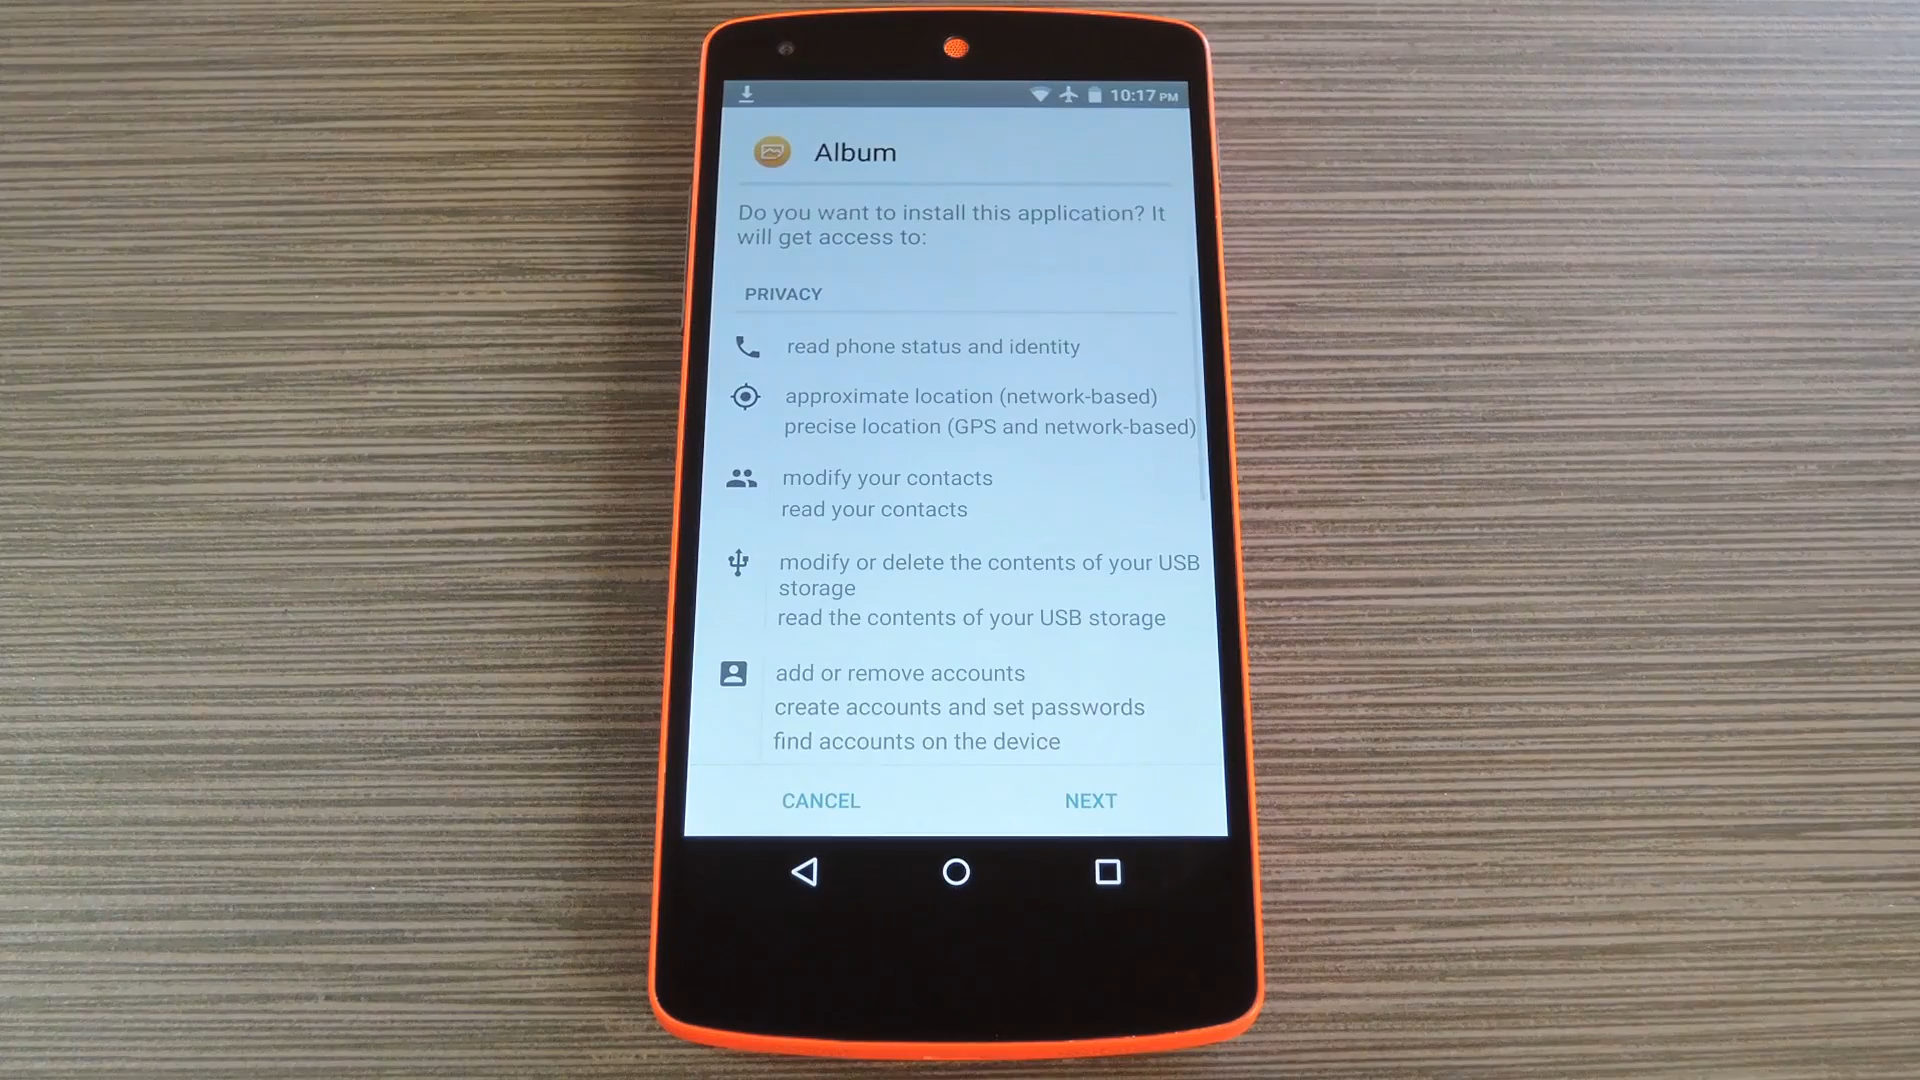 10:17 PM
Album
Do you want to install this application? It
will get access to:
PRIVACY
read phone status and identity
approximate location (network-based)
precise location (GPS and network-based)
modify your contacts
read your contacts
modify or delete the contents of your USB
storage
read the contents of your USB storage
add or remove accounts
create accounts and set passwords
find accounts on the device
CANCEL NEXT